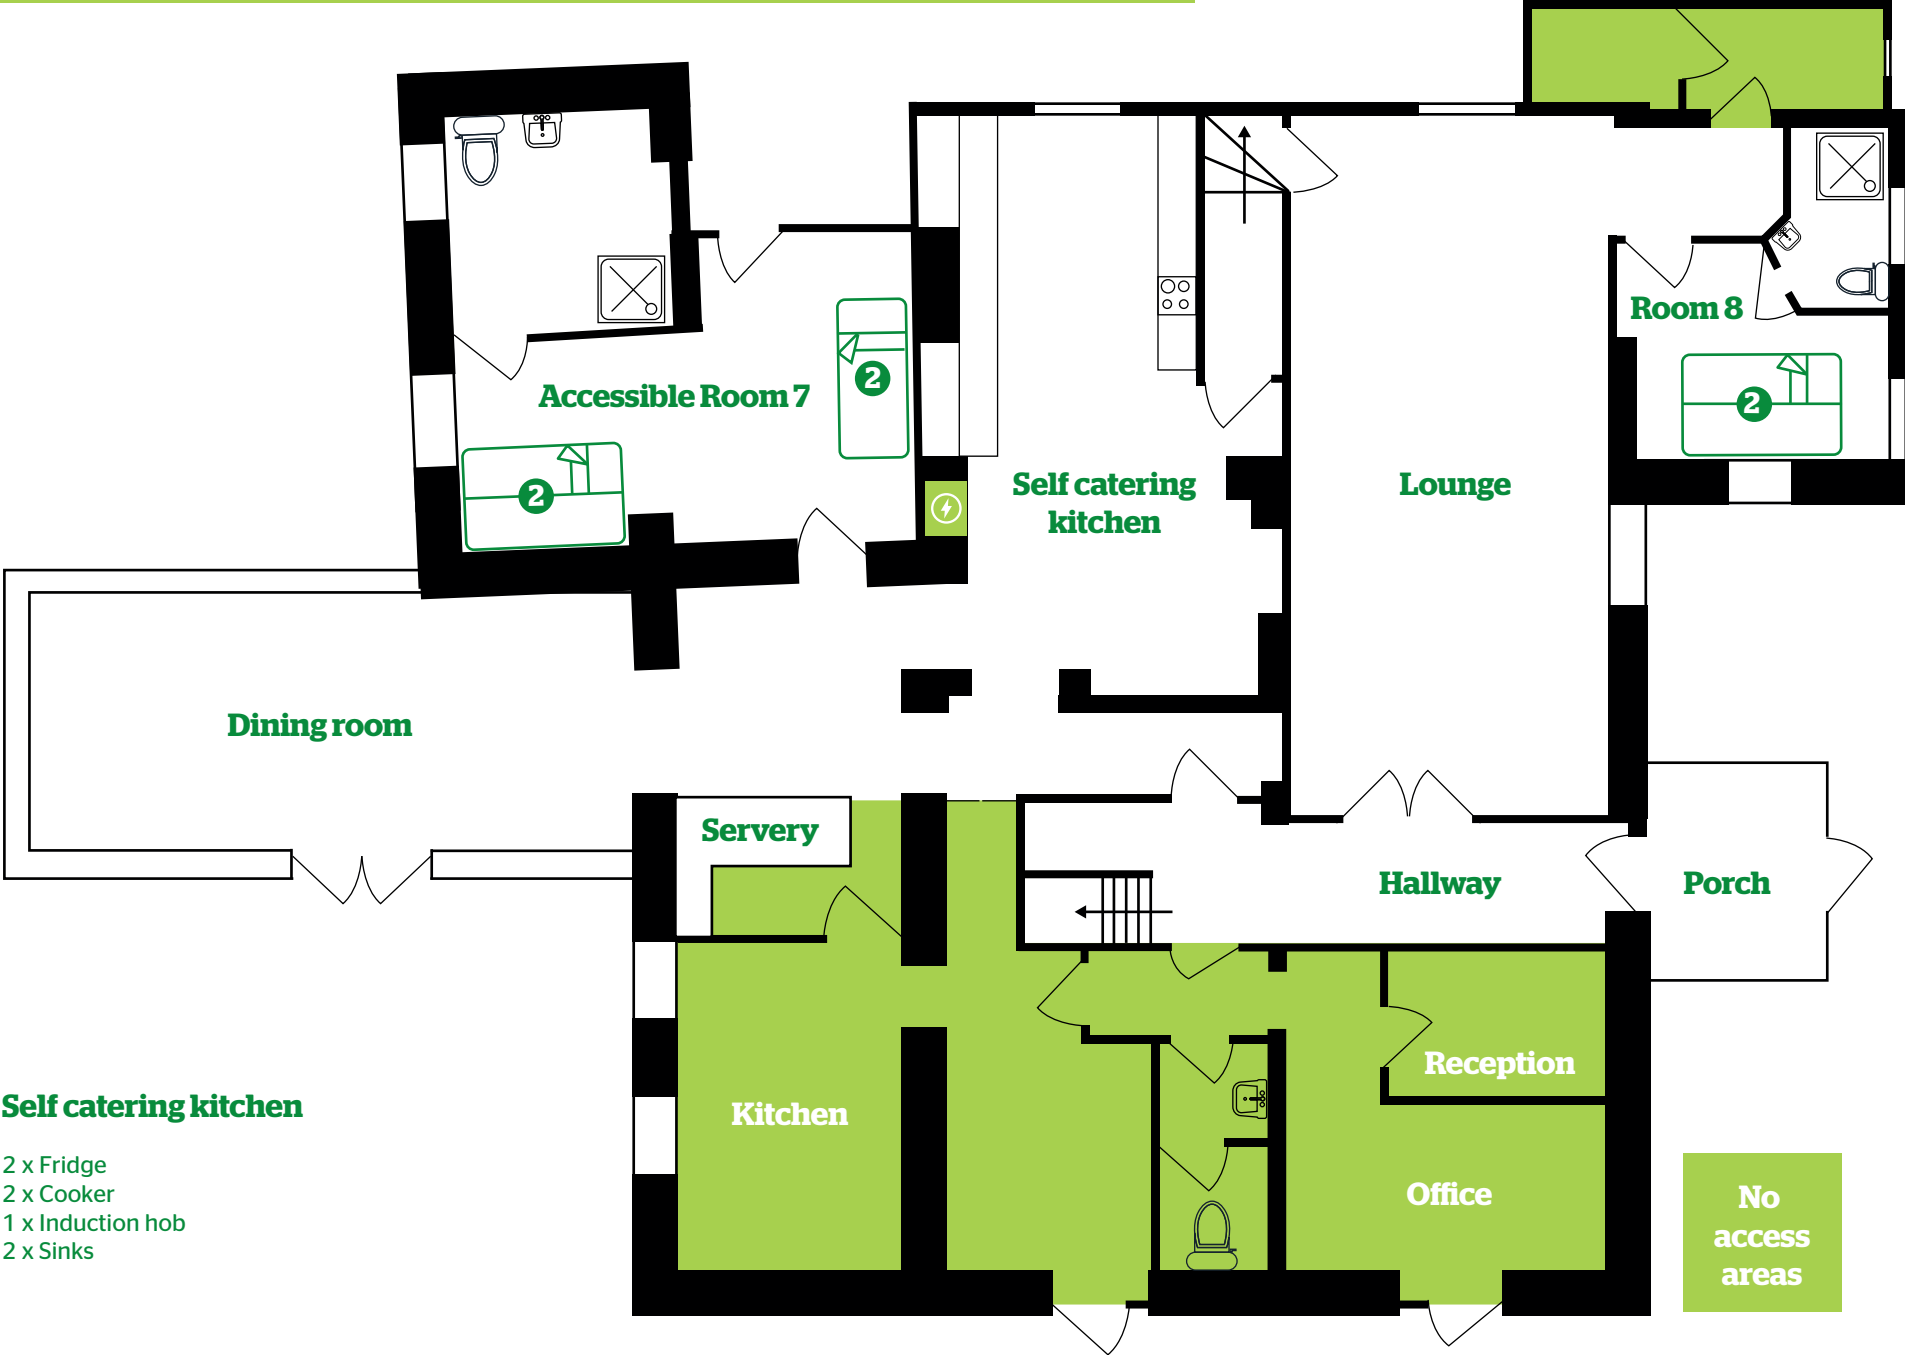 Room 8
2
Accessible Room 7
2
2
Self catering
kitchen
Lounge
Dining room
Servery
Hallway
Porch
Reception
Kitchen
Office
Self catering kitchen
2 x Fridge
2 x Cooker
1 x Induction hob
2 x Sinks
No
access
areas